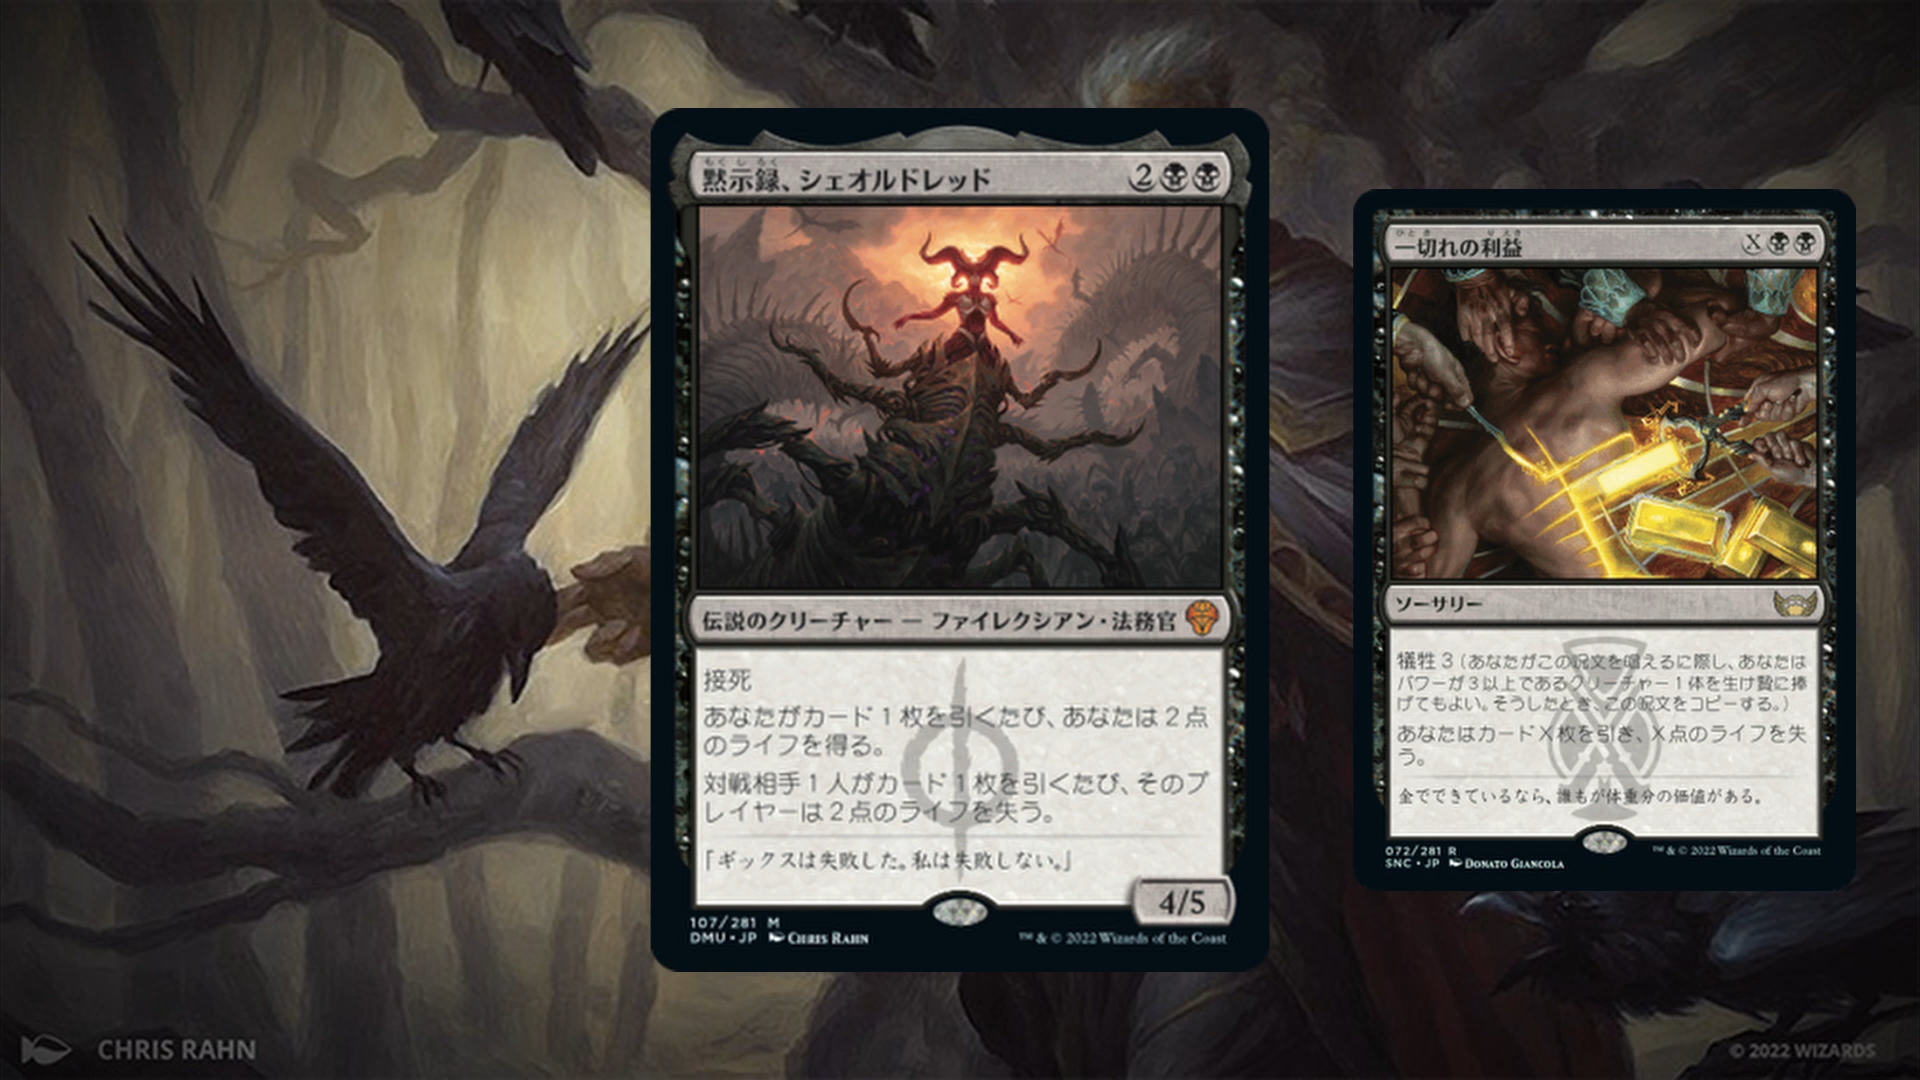 もくしろく
黙示録、シェオルドレッド
2
伝説のクリーチャー ― ファイレクシアン・法務官
接死
あなたがカード1枚を引くたび、あなたは2点
のライフを得る。
対戦相手1人がカード1枚を引くたび、そのプ
レイヤーは2点のライフを失う。
「ギックスは失敗した。私は失敗しない。」
4/5
107/281 M
DMU・JP CHRIS RAHN
™ & © 2022 Wizards of the Coast
ひとき りえき
一切れの利益
X
ソーサリー
犠牲3(あなたがこの呪文を唱えるに際し、あなたは
パワーが3以上であるクリーチャー1体を生け贄に捧
げてもよい。そうしたとき、この呪文をコピーする。)
あなたはカードX枚を引き、X点のライフを失
う。
金でできているなら、誰もが体重分の価値がある。
072/281 R
SNC・JP DONATO GIANCOLA
™ & © 2022 Wizards of the Coast
CHRIS RAHN
© 2022 WIZARDS